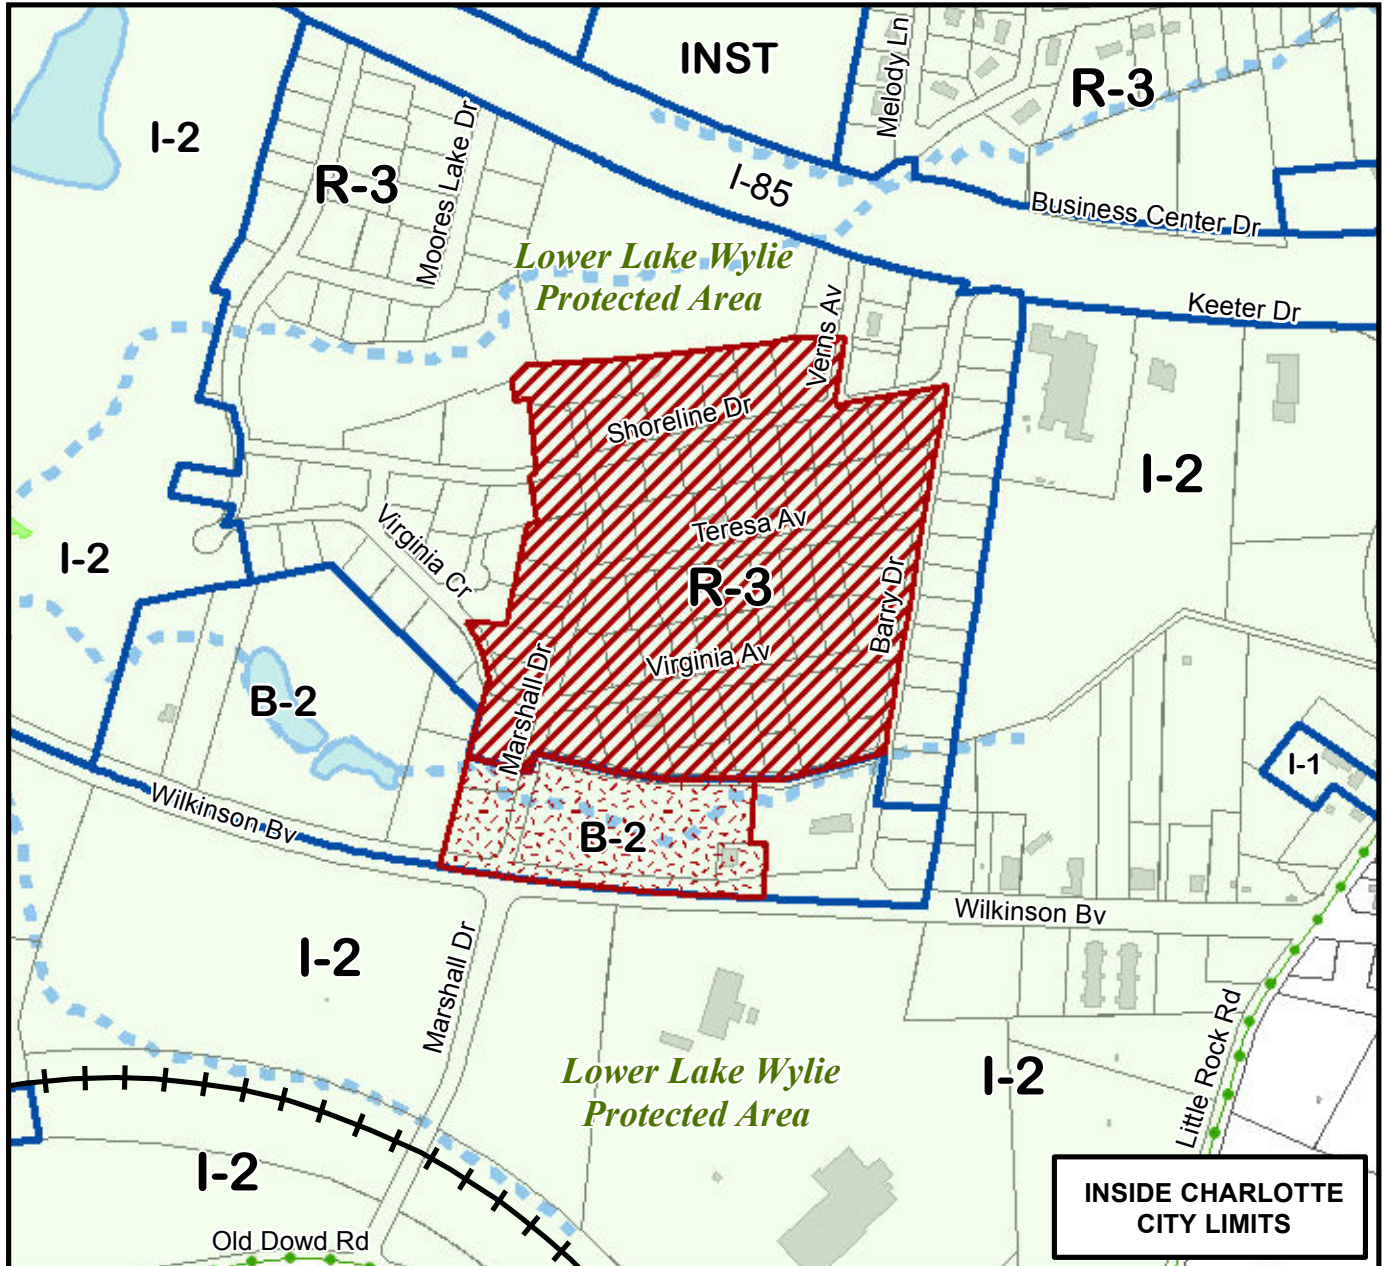 INST
Melody Ln
R-3
I-2
R-3
Moores Lake Dr
I-85
Business Center Dr
Lower Lake Wylie
Protected Area
Keeter Dr
Verns Av
Shoreline Dr
I-2
Teresa Av
Virginia Cr
I-2
R-3
Barry Dr
Virginia Av
Marshall Dr
B-2
I-1
Wilkinson Bv
B-2
Wilkinson Bv
I-2
Marshall Dr
Little Rock Rd
Lower Lake Wylie
Protected Area
I-2
I-2
INSIDE CHARLOTTE
CITY LIMITS
Old Dowd Rd